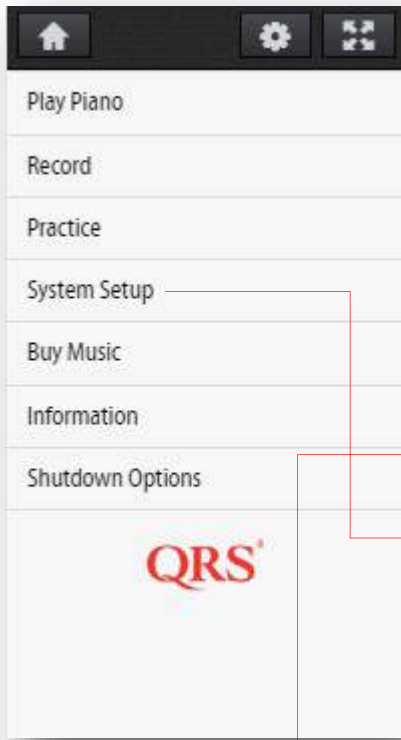 Play Piano
Record
Practice
System Setup
Buy Music
Information
Shutdown Options
QRS®